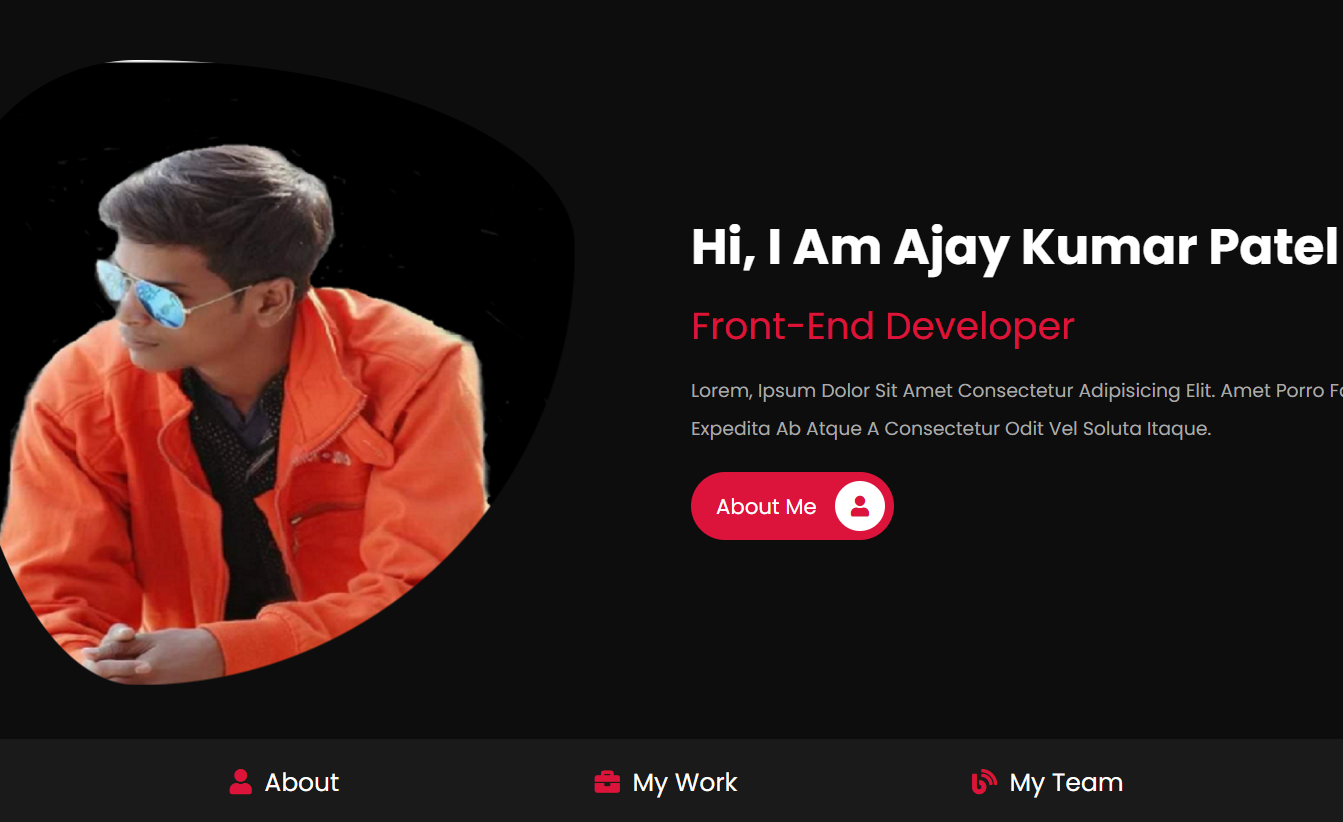 Hi, I Am Ajay Kumar Patel
Front-End Developer
Lorem, Ipsum Dolor Sit Amet Consectetur Adipisicing Elit. Amet Porro
Expedita Ab Atque A Consectetur Odit Vel Soluta Itaque.
About Me
About
My Work
My Team